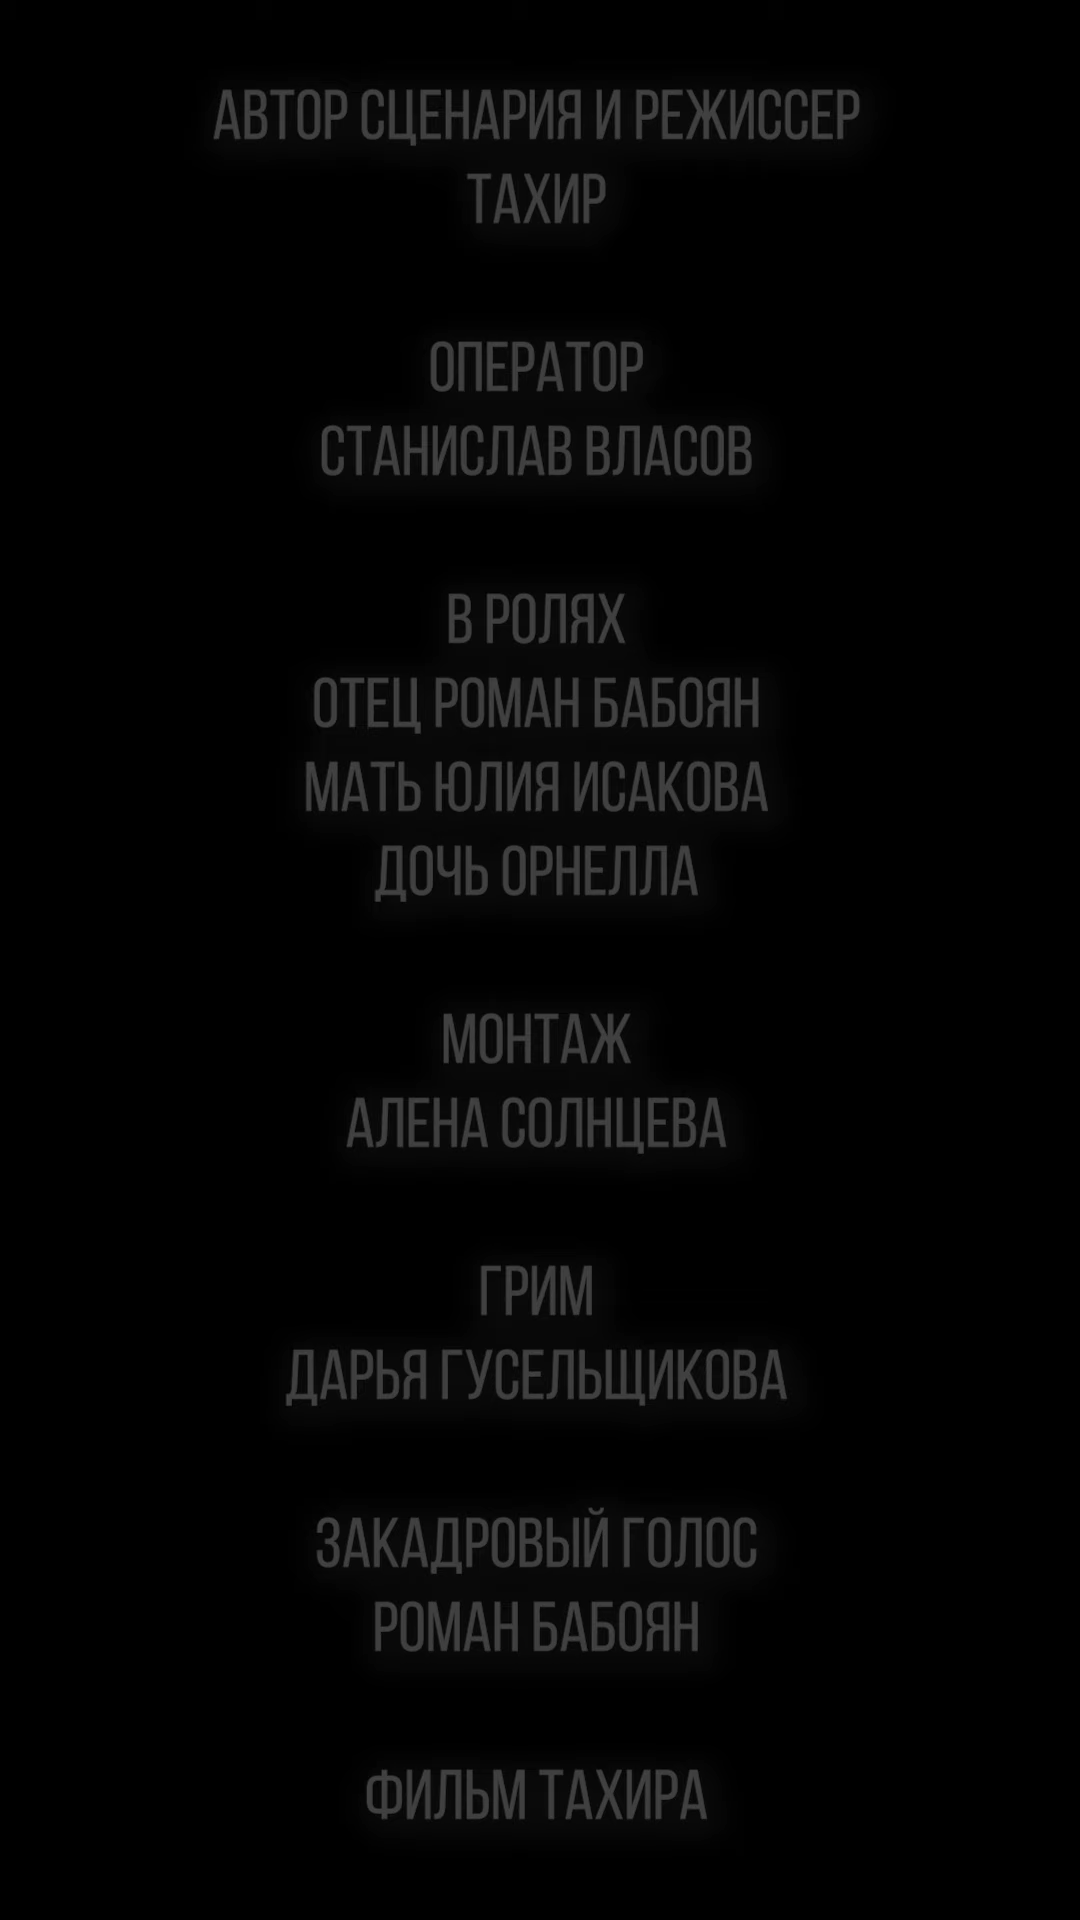 АВТОР СЦЕНАРИЯ И РЕЖИССЕР
ТАХИР
ОПЕРАТОР
СТАНИСЛАВ ВЛАСОВ
В РОЛЯХ
ОТЕЦ РОМАН БАБОЯН
МАТЬ ЮЛИЯ ИСАКОВА
ДОЧЬ ОРНЕЛЛА
МОНТАЖ
АЛЕНА СОЛНЦЕВА
ГРИМ
ДАРЬЯ ГУСЕЛЬЩИКОВА
ЗАКАДРОВЫЙ ГОЛОС
РОМАН БАБОЯН
ФИЛЬМ ТАХИРА